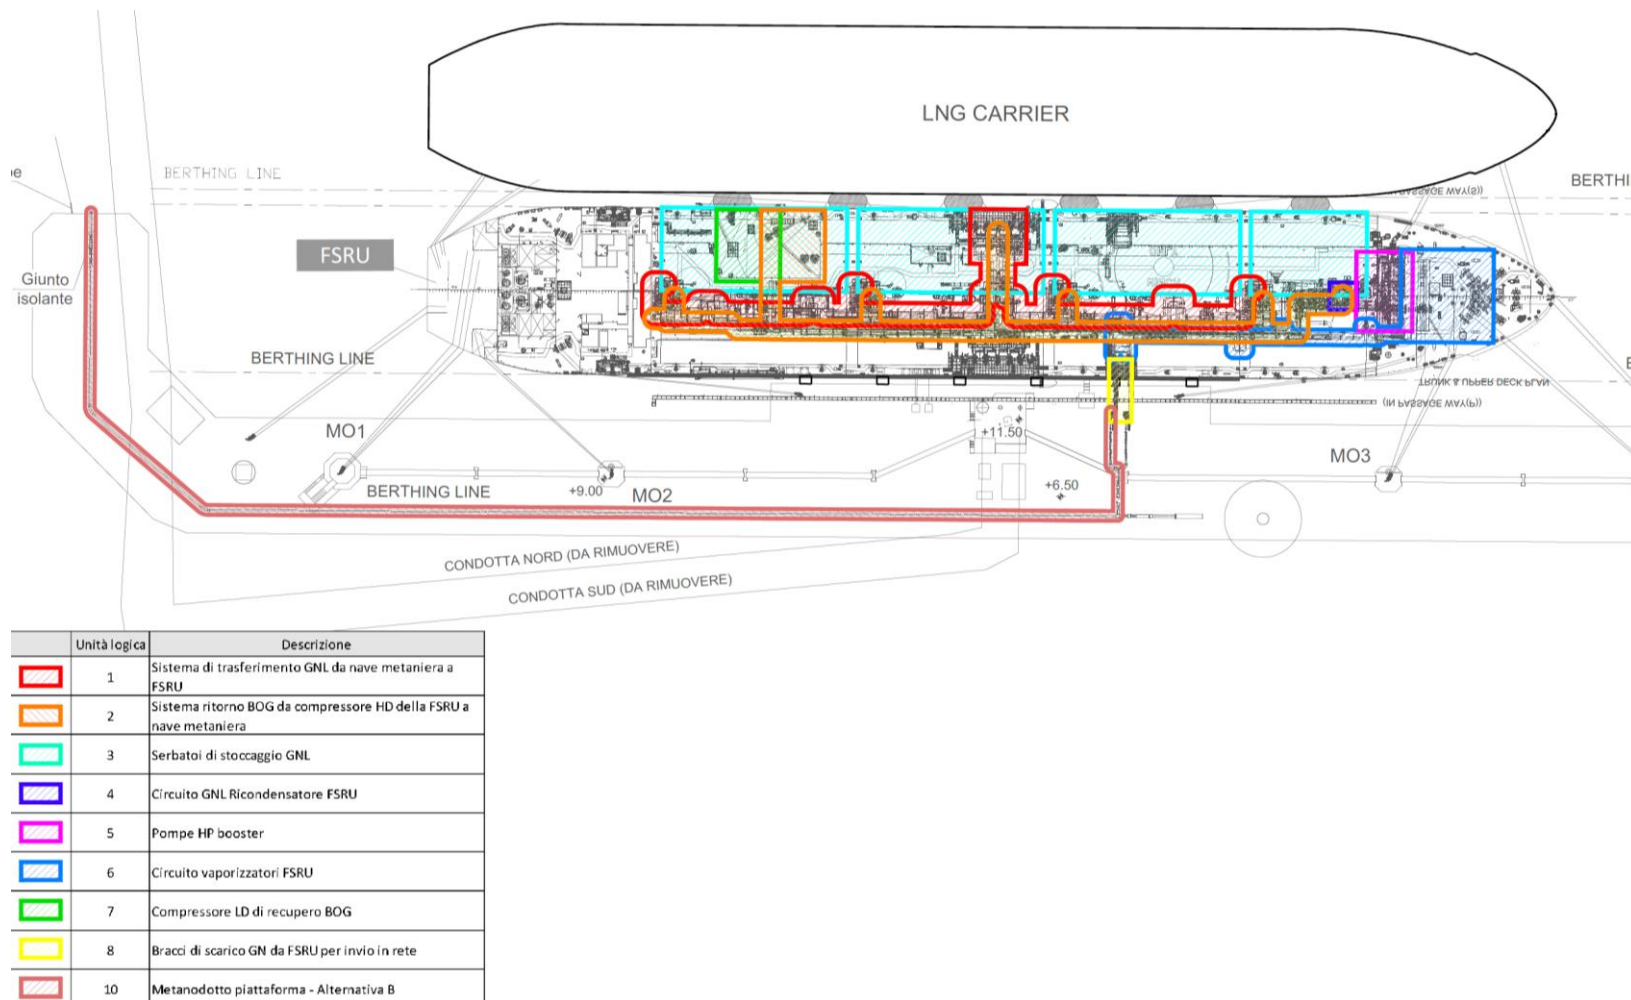 LNG CARRIER
BERTHING LINE
BERTHI
pe
(IN PASSAGE WAY(S))
FSRU
Giunto
isolante
BERTHING LINE
TRUNK & UPPER DECK PLAN
(IN PASSAGE WAY(P))
MO1
+11.50
MO3
BERTHING LINE
+9.00
MO2
+6.50
CONDOTTA NORD (DA RIMUOVERE)
CONDOTTA SUD (DA RIMUOVERE)
Unità logica Descrizione
1 Sistema di trasferimento GNL da nave metaniera a
FSRU
2 Sistema ritorno BOG da compressore HD della FSRU a
nave metaniera
3 Serbatoi di stoccaggio GNL
4 Circuito GNL Ricondensatore FSRU
5 Pompe HP booster
6 Circuito vaporizzatori FSRU
7 Compressore LD di recupero BOG
8 Bracci di scarico GN da FSRU per invio in rete
10 Metanodotto piattaforma - Alternativa B